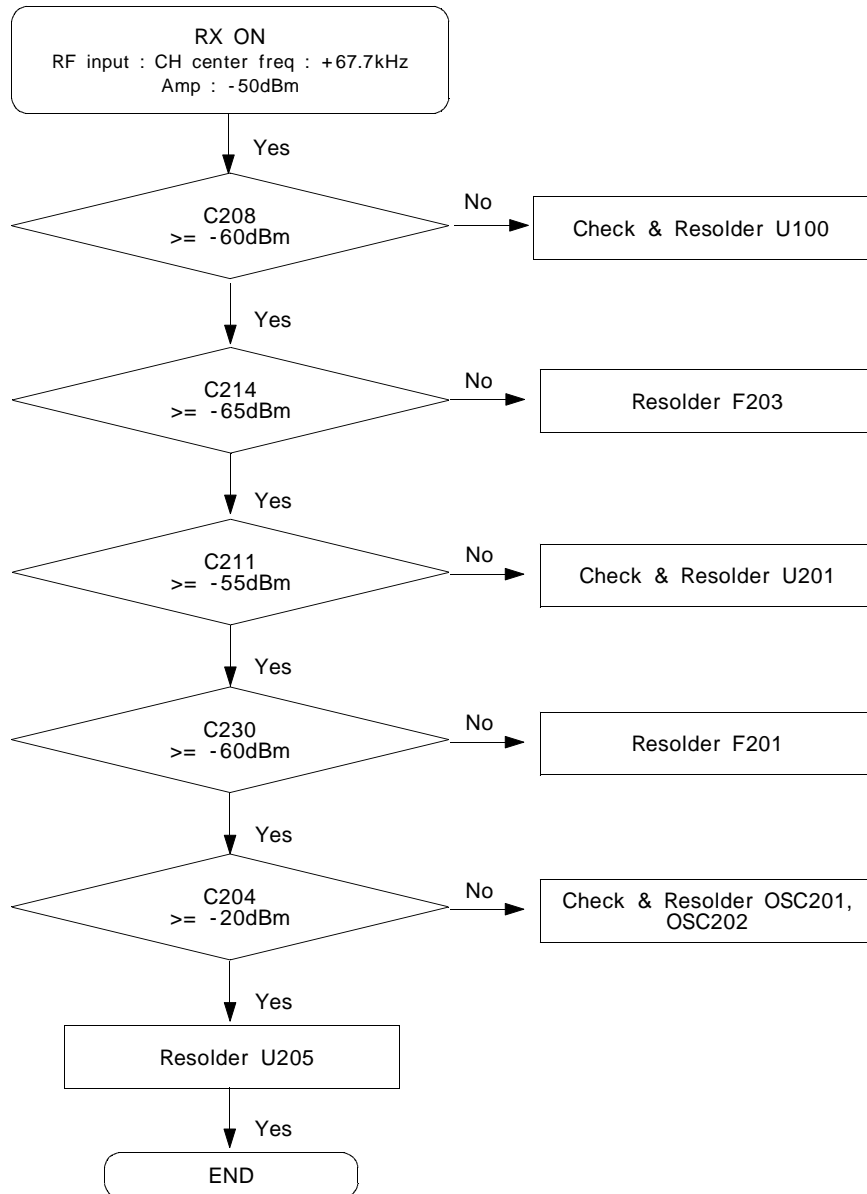 RX ON
RF input : CH center freq : +67.7kHz
Amp : -50dBm
Yes
C208
>= -60dBm
No
Check & Resolder U100
Yes
C214
>= -65dBm
No
Resolder F203
Yes
C211
>= -55dBm
No
Check & Resolder U201
Yes
C230
>= -60dBm
No
Resolder F201
Yes
C204
>= -20dBm
No
Check & Resolder OSC201,
OSC202
Yes
Resolder U205
Yes
END